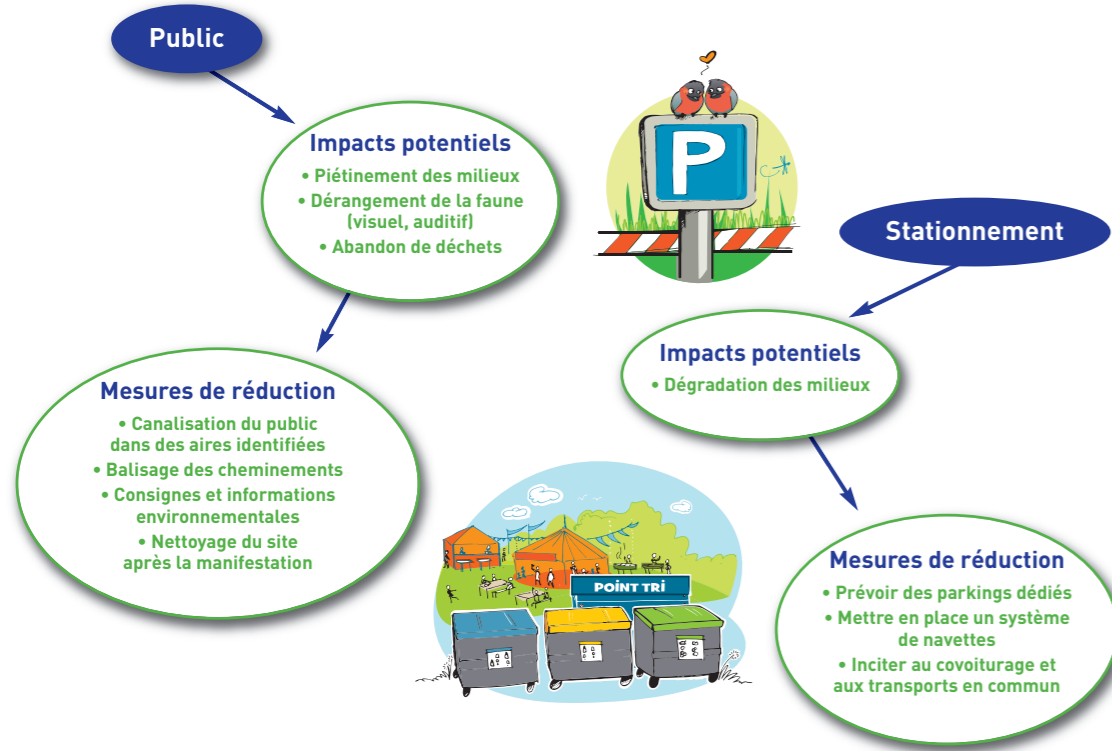 Public
Impacts potentiels
• Piétinement des milieux
• Dérangement de la faune
(visuel, auditif)
• Abandon de déchets
Mesures de réduction
• Canalisation du public
dans des aires identifiées
• Balisage des cheminements
• Consignes et informations
environnementales
• Nettoyage du site
après la manifestation
P
Stationnement
Impacts potentiels
• Dégradation des milieux
Mesures de réduction
• Prévoir des parkings dédiés
• Mettre en place un système
de navettes
• Inciter au covoiturage et
aux transports en commun
POINT TRI